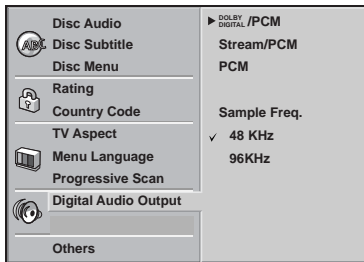 Disc Audio
Disc Subtitle
Disc Menu
Rating
Country Code
TV Aspect
Menu Language
Progressive Scan
Digital Audio Output
Others
DOLBY DIGITAL /PCM
Stream/PCM
PCM
Sample Freq.
48 KHz
96KHz
ABC